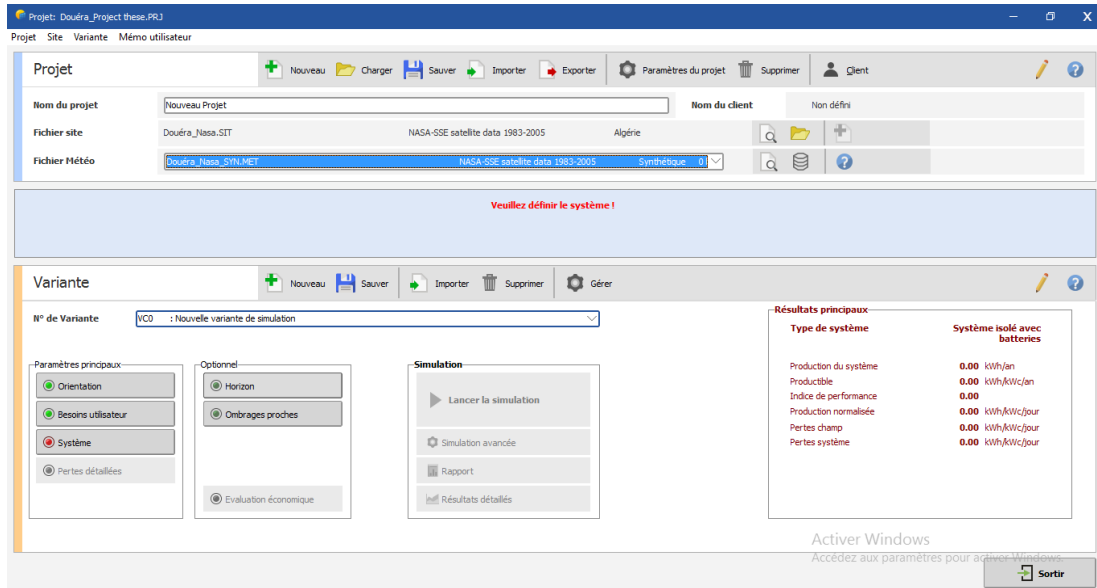 Projet: Douéra_Project these.PRJ
Projet Site Variante Mémo utilisateur
Projet Nouveau Charger Sauver Importer Exporter Paramètres du projet Supprimer Client
Nom du projet Nouveau Projet Nom du client Non défini
Fichier site Douéra_Nasa.SIT NASA-SSE satellite data 1983-2005 Algérie
Fichier Météo Douéra_Nasa_SYN.MET NASA-SSE satellite data 1983-2005 Synthétique 0
Veuillez définir le système !
Variante Nouveau Sauver Importer Supprimer Gérer
N° de Variante VC0 : Nouvelle variante de simulation
Résultats principaux
Type de système Système isolé avec
batteries
Paramètres principaux Optionnel Simulation
Production du système 0.00 kWh/an
Orientation Horizon Productible 0.00 kWh/kWc/an
Lancer la simulation Indice de performance 0.00
Besoins utilisateur Ombrages proches Production normalisée 0.00 kWh/kWc/jour
Pertes champ 0.00 kWh/kWc/jour
Système Simulation avancée Pertes système 0.00 kWh/kWc/jour
Pertes détaillées Rapport
Evaluation économique Résultats détaillés
Activer Windows
Accédez aux paramètres pour activer Windows.
Sortir